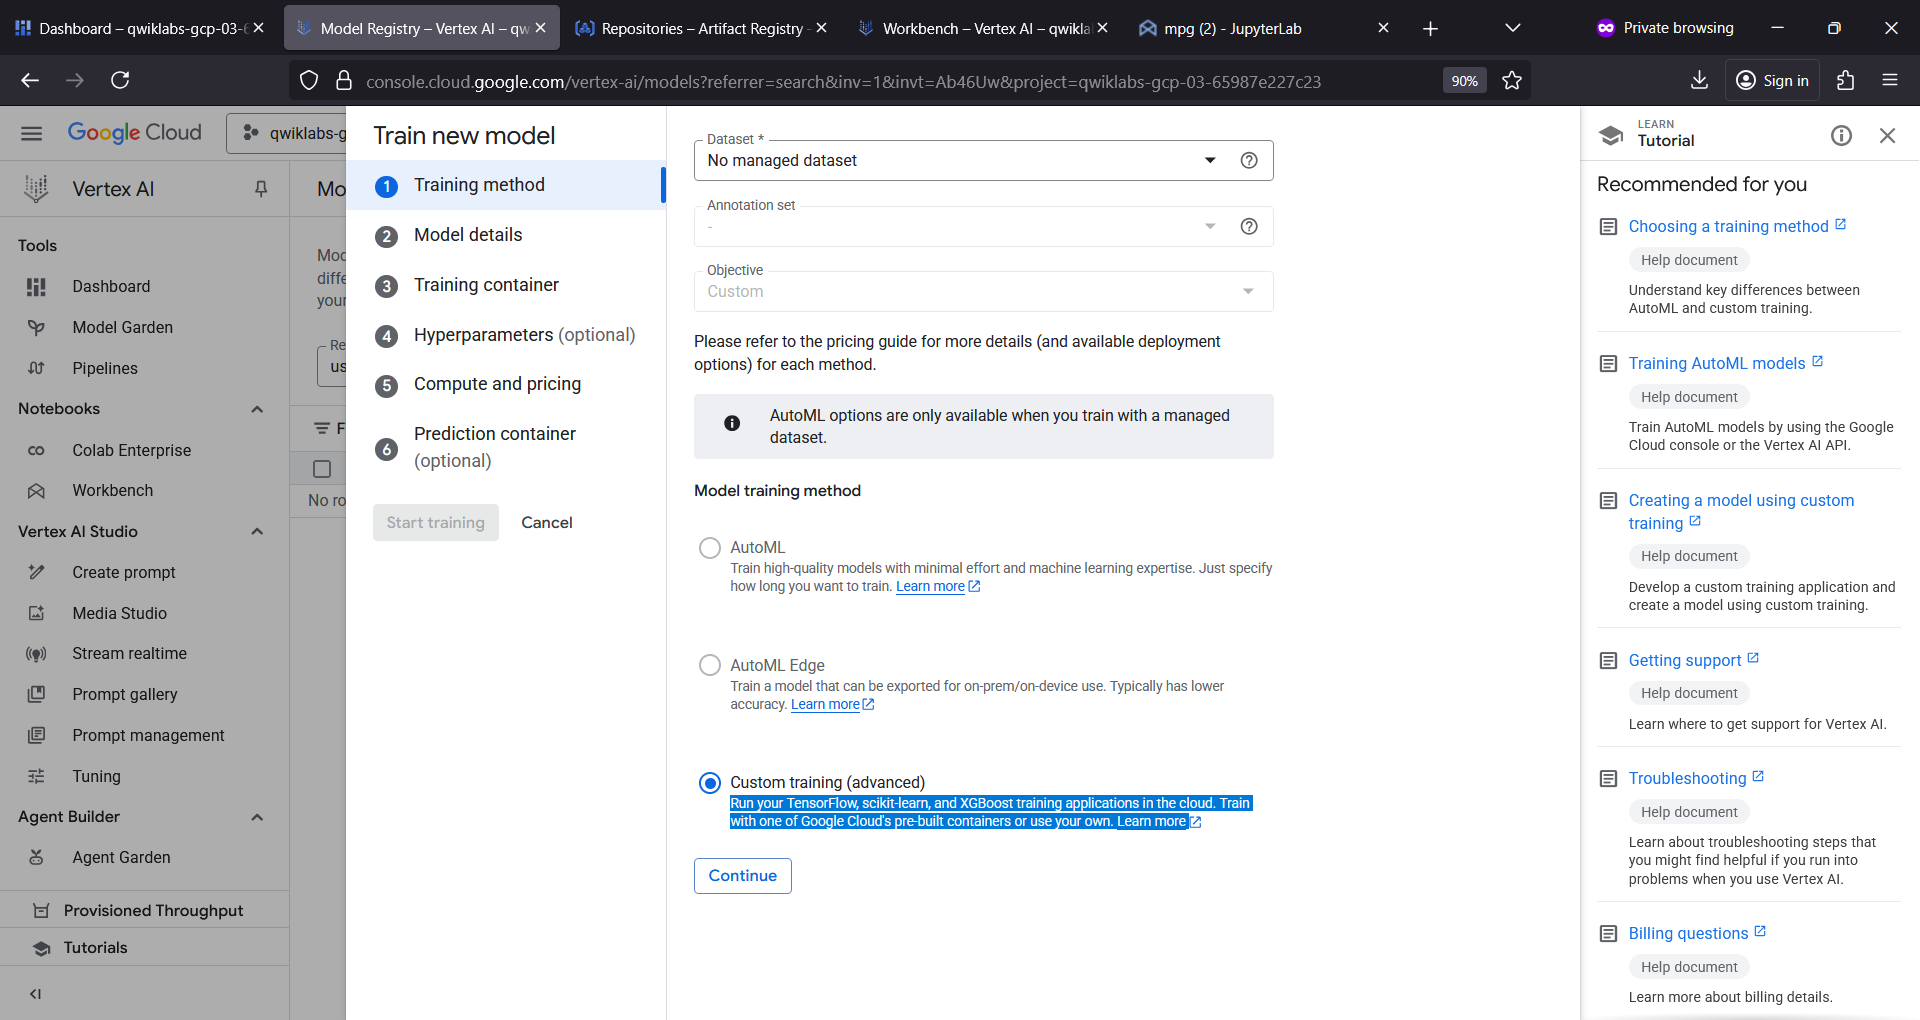 Dashboard – qwiklabs-gcp-03-6
Model Registry – Vertex AI – qw
Repositories – Artifact Registry -
Workbench – Vertex AI – qwikla
mpg (2) - JupyterLab
Private browsing
console.cloud.google.com/vertex-ai/models?referrer=search&inv=1&invt=Ab46Uw&project=qwiklabs-gcp-03-65987e227c23
90%
Sign in
Google Cloud
qwiklabs-g
Vertex AI
Tools
Dashboard
Model Garden
Pipelines
Notebooks
Colab Enterprise
Workbench
Vertex AI Studio
Create prompt
Media Studio
Stream realtime
Prompt gallery
Prompt management
Tuning
Agent Builder
Agent Garden
Provisioned Throughput
Tutorials
Mo
Mod
diffe
your
Re
us
F
No ro
Train new model
1 Training method
2 Model details
3 Training container
4 Hyperparameters (optional)
5 Compute and pricing
6 Prediction container
(optional)
Start training
Cancel
Dataset *
No managed dataset
Annotation set
-
Objective
Custom
Please refer to the pricing guide for more details (and available deployment
options) for each method.
AutoML options are only available when you train with a managed
dataset.
Model training method
AutoML
Train high-quality models with minimal effort and machine learning expertise. Just specify
how long you want to train. Learn more
AutoML Edge
Train a model that can be exported for on-prem/on-device use. Typically has lower
accuracy. Learn more
Custom training (advanced)
Run your TensorFlow, scikit-learn, and XGBoost training applications in the cloud. Train
with one of Google Cloud's pre-built containers or use your own. Learn more
Continue
LEARN
Tutorial
Recommended for you
Choosing a training method
Help document
Understand key differences between
AutoML and custom training.
Training AutoML models
Help document
Train AutoML models by using the Google
Cloud console or the Vertex AI API.
Creating a model using custom
training
Help document
Develop a custom training application and
create a model using custom training.
Getting support
Help document
Learn where to get support for Vertex AI.
Troubleshooting
Help document
Learn about troubleshooting steps that
you might find helpful if you run into
problems when you use Vertex AI.
Billing questions
Help document
Learn more about billing details.